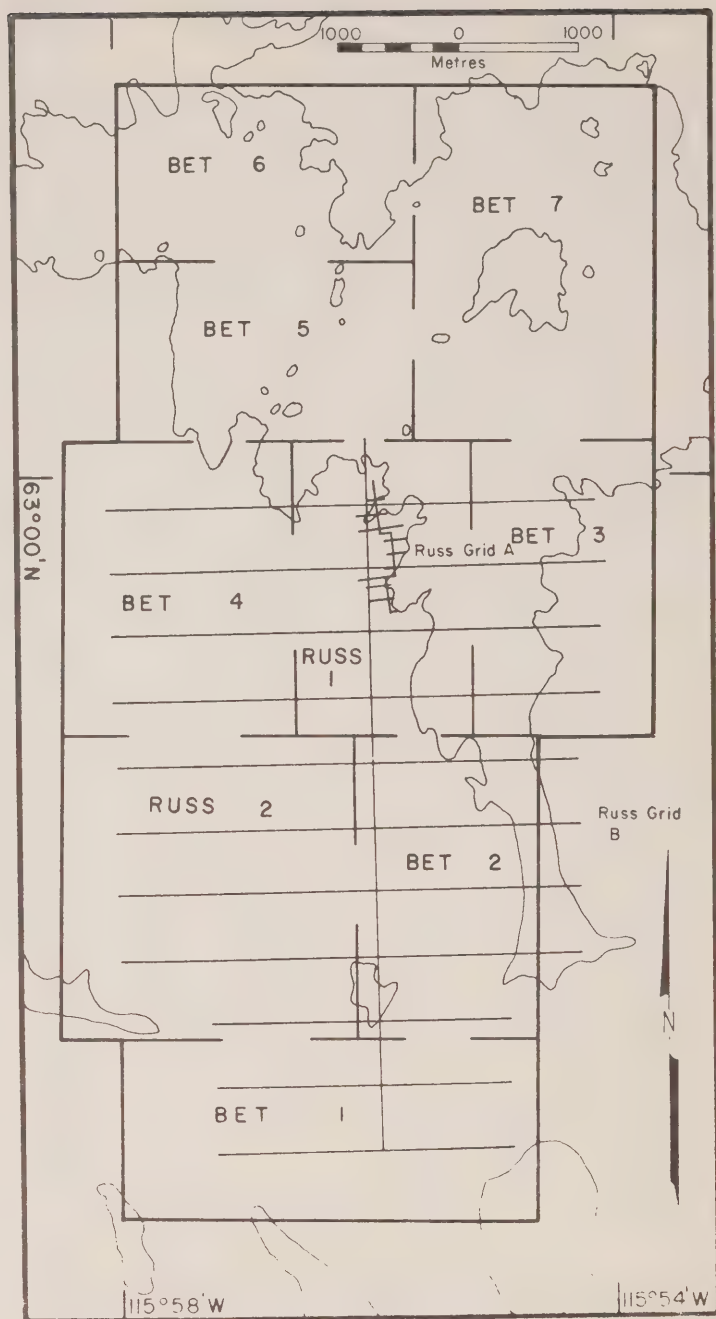 1000 0 1000
Metres
BET 6
BET 7
BET 5
63°00'N
BET 3
Russ Grid A
BET 4
RUSS
1
RUSS 2
Russ Grid
B
BET 2
N
BET 1
115°58'W
115°54'W